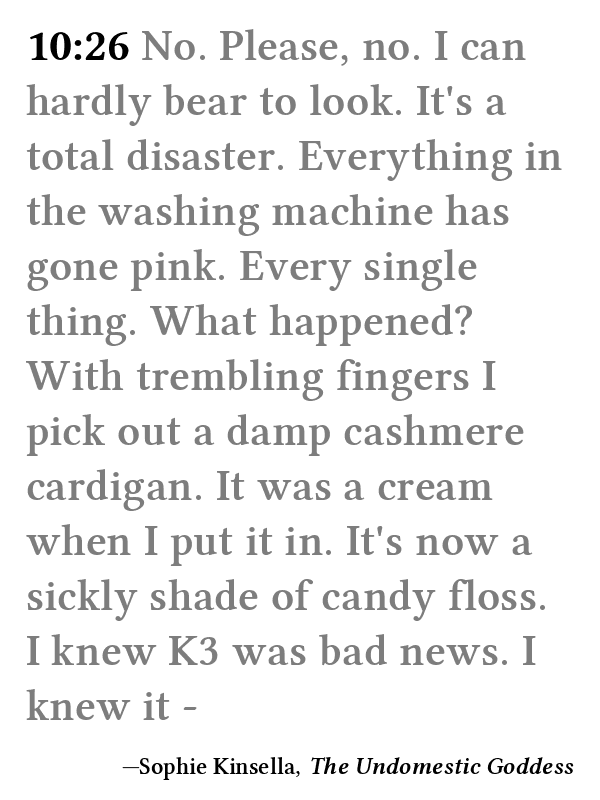 10:26 No. Please, no. I can
hardly bear to look. It's a
total disaster. Everything in
the washing machine has
gone pink. Every single
thing. What happened?
With trembling fingers I
pick out a damp cashmere
cardigan. It was a cream
when I put it in. It's now a
sickly shade of candy floss.
I knew K3 was bad news. I
knew it -
—Sophie Kinsella, The Undomestic Goddess